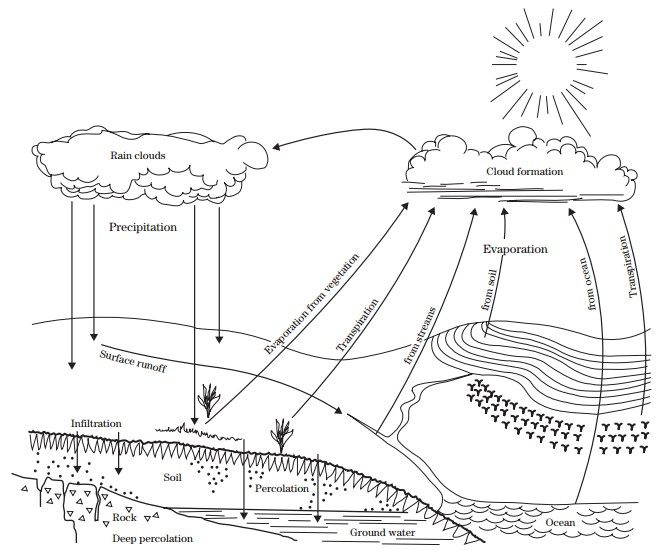 Rain clouds
Cloud formation
Precipitation
Evaporation
Evaporation from vegetation
Transpiration
from streams
from soil
from ocean
Transpiration
Surface runoff
Infiltration
Soil
Percolation
Rock
Deep percolation
Ground water
Ocean